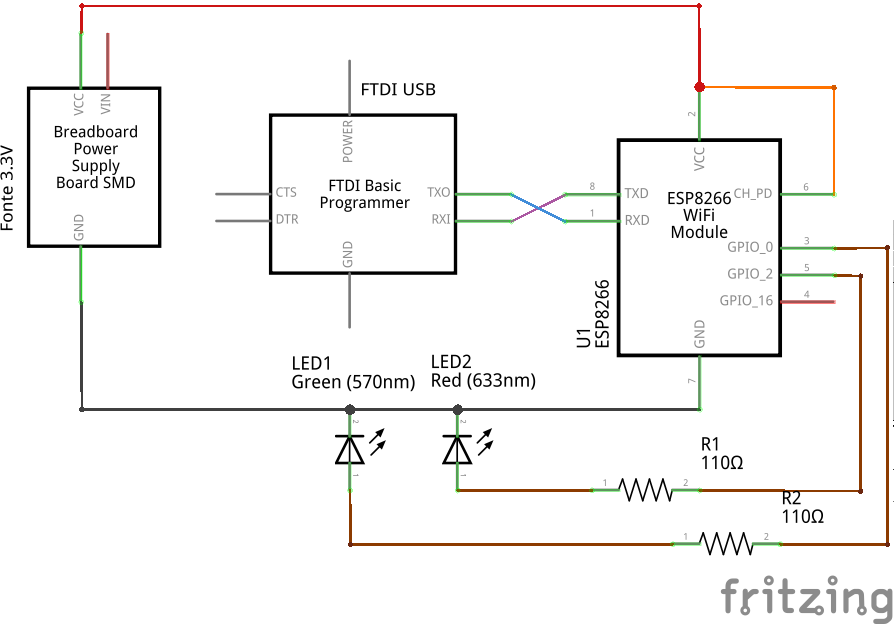 Fonte 3.3V
VCC
VIN
Breadboard
Power
Supply
Board SMD
GND
FTDI USB
POWER
CTS
DTR
FTDI Basic
Programmer
TXO
RXI
GND
8
1
2
VCC
TXD
RXD
ESP8266
WiFi
Module
CH_PD
6
GPIO_0
3
GPIO_2
5
GPIO_16
4
GND
7
U1
ESP8266
LED1
Green (570nm)
LED2
Red (633nm)
2
1
2
1
R1
110Ω
1
2
R2
110Ω
1
2
fritzing